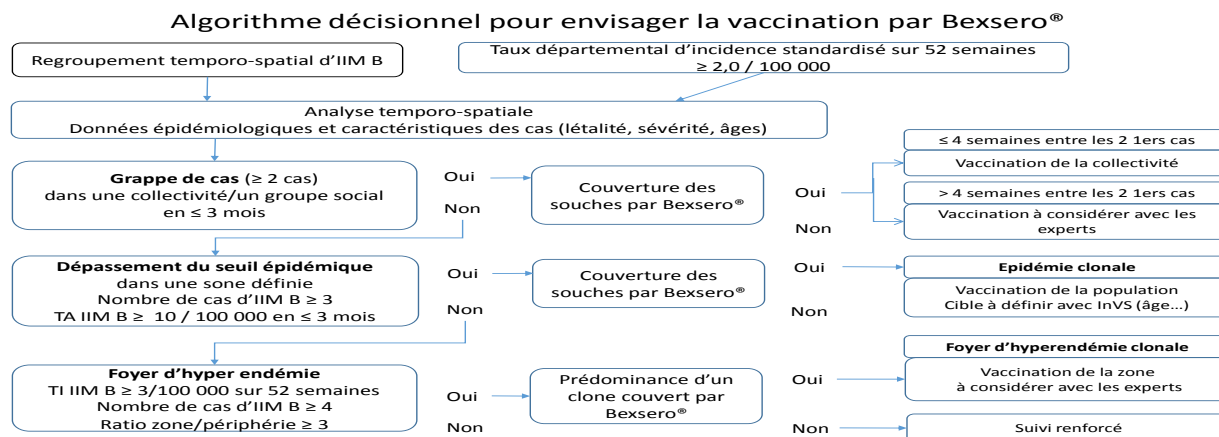 Algorithme décisionnel pour envisager la vaccination par Bexsero®
Regroupement temporo-spatial d'IIM B
Taux départemental d'incidence standardisé sur 52 semaines
≥ 2,0 / 100 000
Analyse temporo-spatiale
Données épidémiologiques et caractéristiques des cas (létalité, sévérité, âges)
Grappe de cas (≥ 2 cas)
dans une collectivité/un groupe social
en ≤ 3 mois
Oui
Non
Couverture des
souches par Bexsero®
Oui
Non
≤ 4 semaines entre les 2 1ers cas
Vaccination de la collectivité
> 4 semaines entre les 2 1ers cas
Vaccination à considérer avec les
experts
Dépassement du seuil épidémique
dans une sone définie
Nombre de cas d'IIM B ≥ 3
TA IIM B ≥ 10 / 100 000 en ≤ 3 mois
Oui
Non
Couverture des
souches par Bexsero®
Oui
Non
Epidémie clonale
Vaccination de la population
Cible à définir avec InVS (âge...)
Foyer d'hyper endémie
TI IIM B ≥ 3/100 000 sur 52 semaines
Nombre de cas d'IIM B ≥ 4
Ratio zone/périphérie ≥ 3
Oui
Non
Prédominance d'un
clone couvert par
Bexsero®
Oui
Non
Foyer d'hyperendémie clonale
Vaccination de la zone
à considérer avec les experts
Suivi renforcé